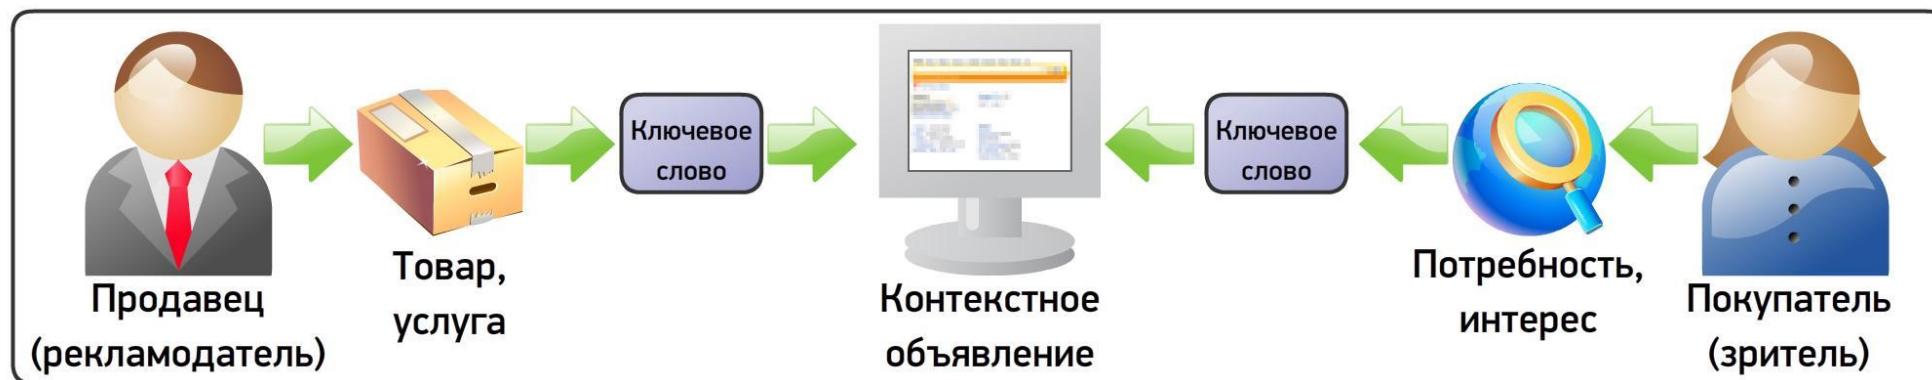 Продавец
(рекламодатель)
Товар,
услуга
Ключевое
слово
Контекстное
объявление
Ключевое
слово
Потребность,
интерес
Покупатель
(зритель)